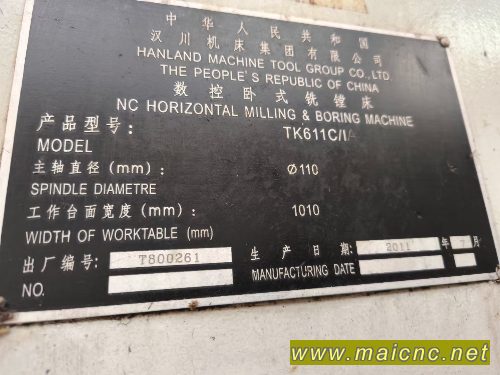 中华人民共和国
汉川机床集团有限公司
HANLAND MACHINE TOOL GROUP CO.,LTD.
THE PEOPLE'S REPUBLIC OF CHINA
数控卧式铣镗床
NC HORIZONTAL MILLING & BORING MACHINE
产品型号： TK611C/1A
MODEL
主轴直径（mm）： Ø110
SPINDLE DIAMETRE
工作台面宽度（mm）： 1010
WIDTH OF WORKTABLE (mm)
出厂编号: T800261 生产日期: 2011 年 7 月
NO. MANUFACTURING DATE
www.maicnc.net